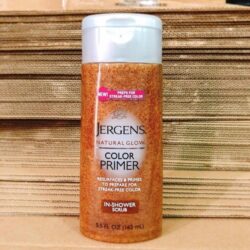 NEW!
PREPS FOR
STREAK-FREE COLOR
JERGENS
NATURAL GLOW
COLOR
PRIMER
RESURFACES & PRIMES
TO PREPARE FOR
STREAK-FREE COLOR
IN-SHOWER
SCRUB
5.5 FL OZ (163 mL)